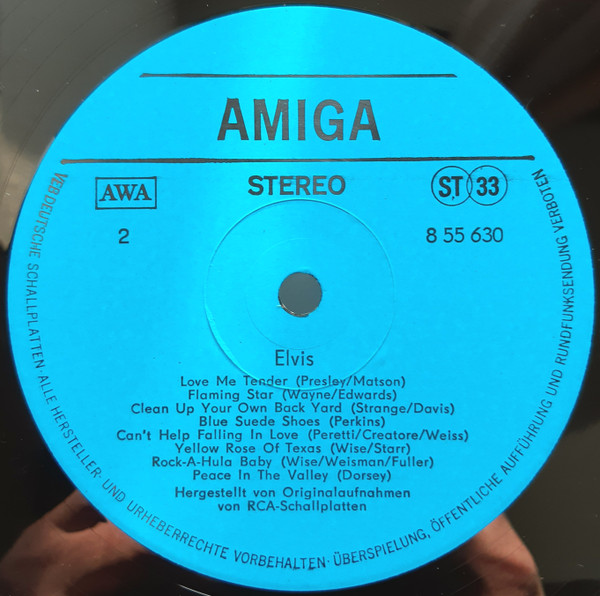 AMIGA
STEREO
AWA
ST 33
2
8 55 630
Elvis
Love Me Tender (Presley/Matson)
Flaming Star (Wayne/Edwards)
Clean Up Your Own Back Yard (Strange/Davis)
Blue Suede Shoes (Perkins)
Can't Help Falling In Love (Peretti/Creatore/Weiss)
Yellow Rose Of Texas (Wise/Starr)
Rock-A-Hula Baby (Wise/Weisman/Fuller)
Peace In The Valley (Dorsey)
Hergestellt von Originalaufnahmen
von RCA-Schallplatten
VEB DEUTSCHE SCHALLPLATTEN · ALLE HERSTELLER- UND URHEBERRECHTE VORBEHALTEN · ÜBERSPIELUNG, ÖFFENTLICHE AUFFÜHRUNG UND RUNDFUNKSENDUNG VERBOTEN